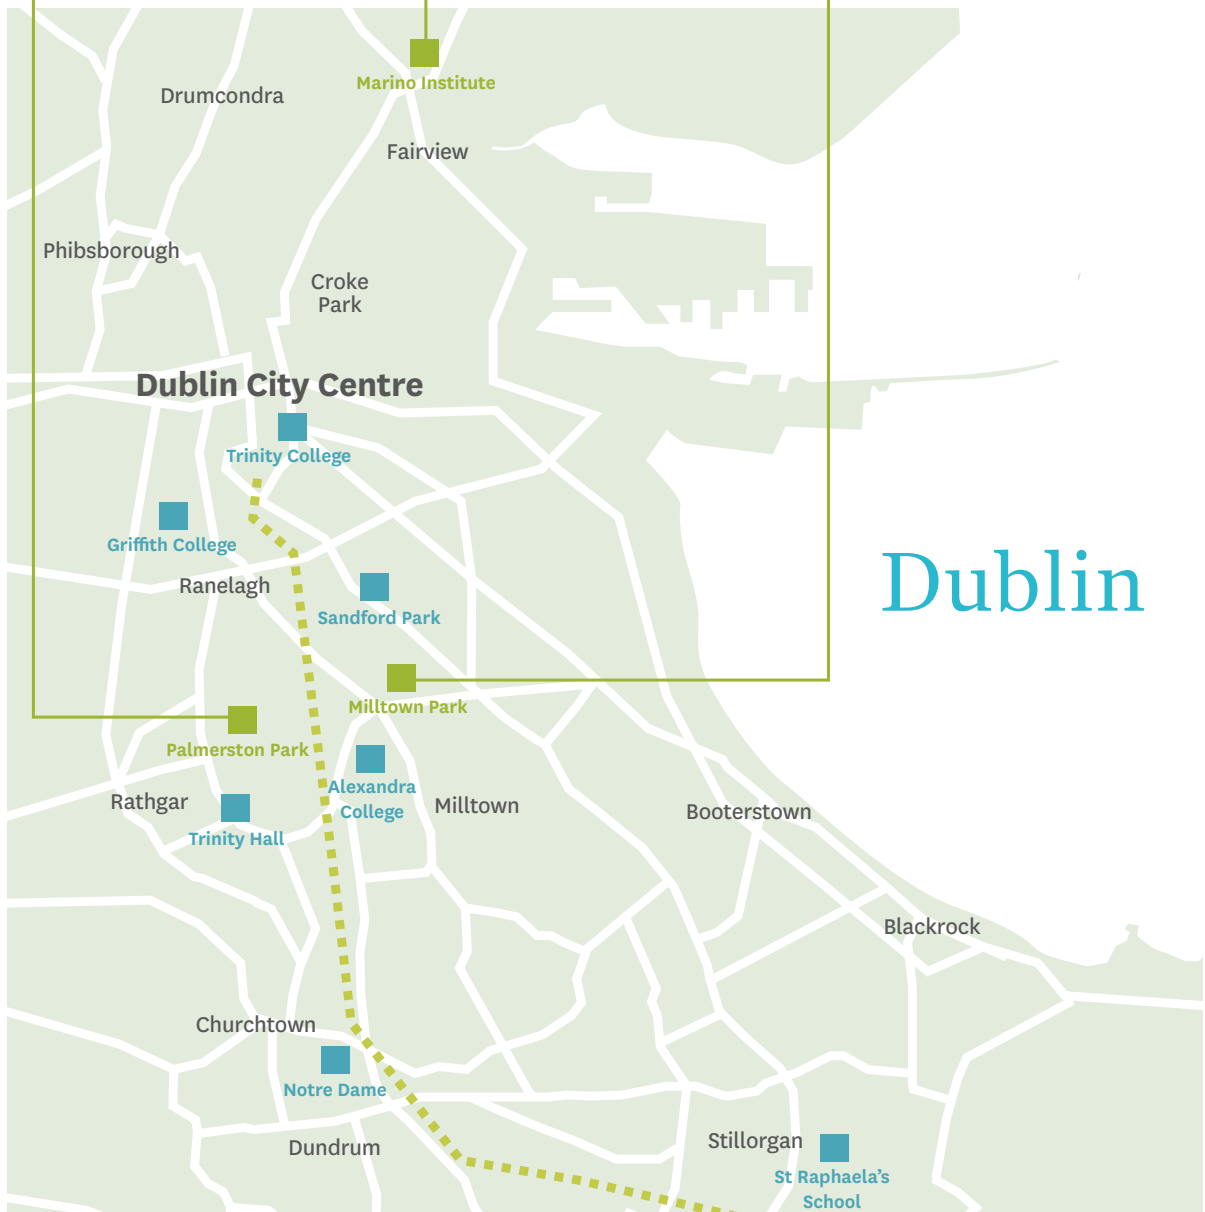 Marino Institute
Drumcondra
Fairview
Phibsborough
Croke
Park
Dublin City Centre
Trinity College
Griffith College
Dublin
Ranelagh
Sandford Park
Milltown Park
Palmerston Park
Alexandra
College
Rathgar
Milltown
Booterstown
Trinity Hall
Blackrock
Churchtown
Notre Dame
Stillorgan
Dundrum
St Raphaela’s
School